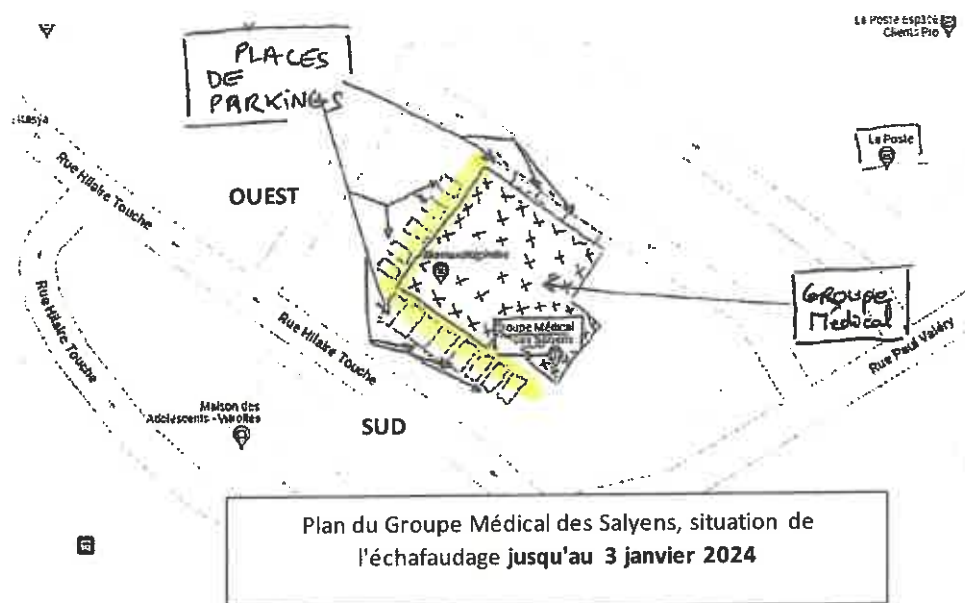 PLACES
DE
PARKINGS
La Poste Espace
Clients Pro
La Poste
Rue Hilaire Touche
OUEST
Rue Hilaire Touche
Rue Hilaire Touche
GROUPE
Médical
Groupe Médical
des Salyens
Rue Paul Valéry
Maison des
Adolescents - Vitrolles
SUD
Plan du Groupe Médical des Salyens, situation de
l'échafaudage jusqu'au 3 janvier 2024